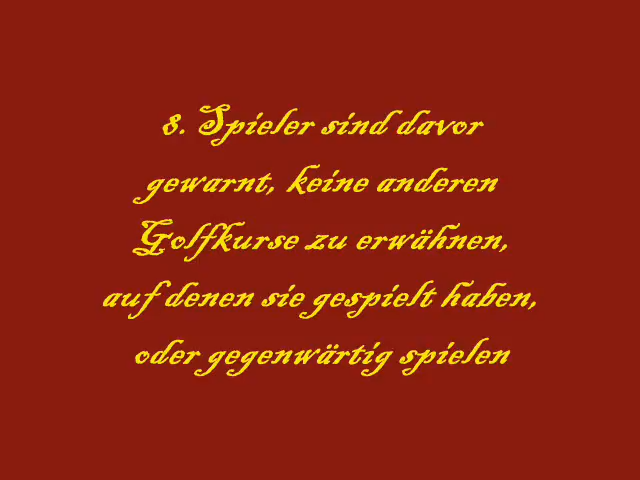 8. Spieler sind davor
gewarnt, keine anderen
Golfkurse zu erwähnen,
auf denen sie gespielt haben,
oder gegenwärtig spielen